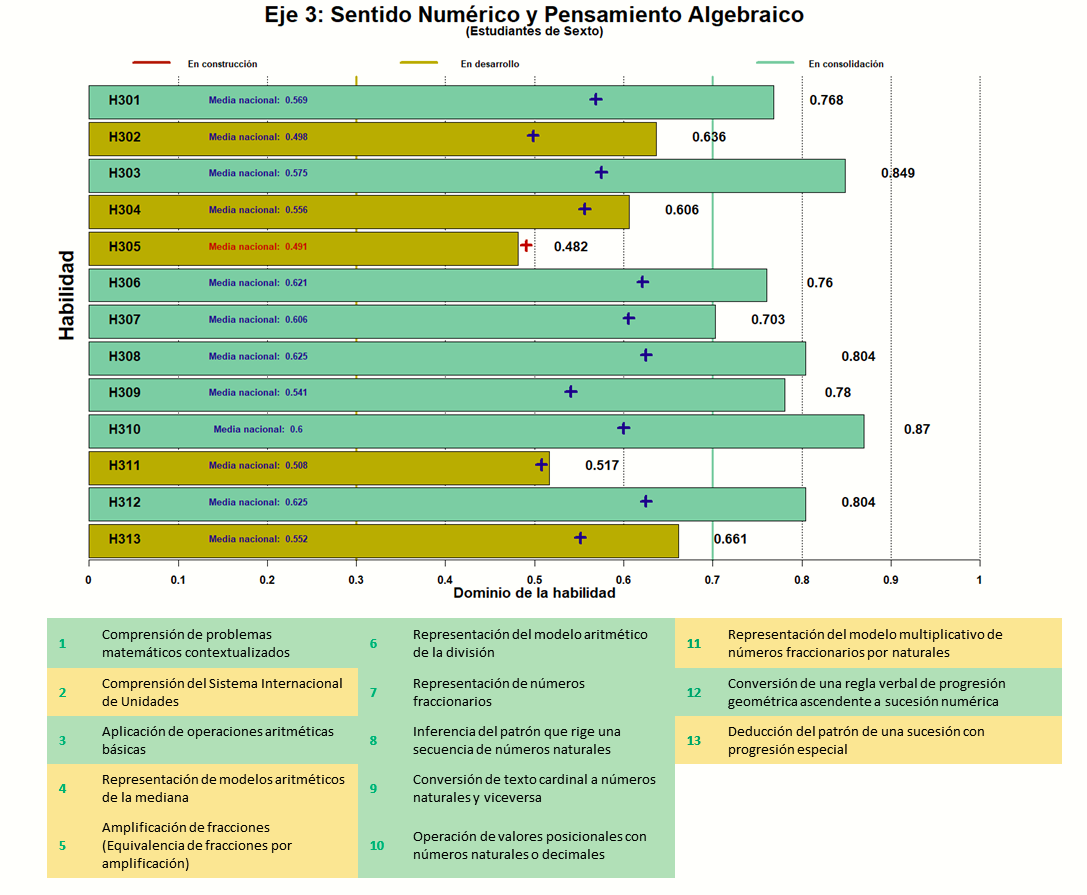 Eje 3: Sentido Numérico y Pensamiento Algebraico
(Estudiantes de Sexto)
En construcción
En desarrollo
En consolidación
Habilidad
H301 Media nacional: 0.569 0.768
H302 Media nacional: 0.498 0.636
H303 Media nacional: 0.575 0.849
H304 Media nacional: 0.556 0.606
H305 Media nacional: 0.491 0.482
H306 Media nacional: 0.621 0.76
H307 Media nacional: 0.606 0.703
H308 Media nacional: 0.625 0.804
H309 Media nacional: 0.541 0.78
H310 Media nacional: 0.6 0.87
H311 Media nacional: 0.508 0.517
H312 Media nacional: 0.625 0.804
H313 Media nacional: 0.552 0.661
0 0.1 0.2 0.3 0.4 0.5 0.6 0.7 0.8 0.9 1
Dominio de la habilidad
1 Comprensión de problemas
matemáticos contextualizados
2 Comprensión del Sistema Internacional
de Unidades
3 Aplicación de operaciones aritméticas
básicas
4 Representación de modelos aritméticos
de la mediana
5 Amplificación de fracciones
(Equivalencia de fracciones por
amplificación)
6 Representación del modelo aritmético
de la división
7 Representación de números
fraccionarios
8 Inferencia del patrón que rige una
secuencia de números naturales
9 Conversión de texto cardinal a números
naturales y viceversa
10 Operación de valores posicionales con
números naturales o decimales
11 Representación del modelo multiplicativo de
números fraccionarios por naturales
12 Conversión de una regla verbal de progresión
geométrica ascendente a sucesión numérica
13 Deducción del patrón de una sucesión con
progresión especial